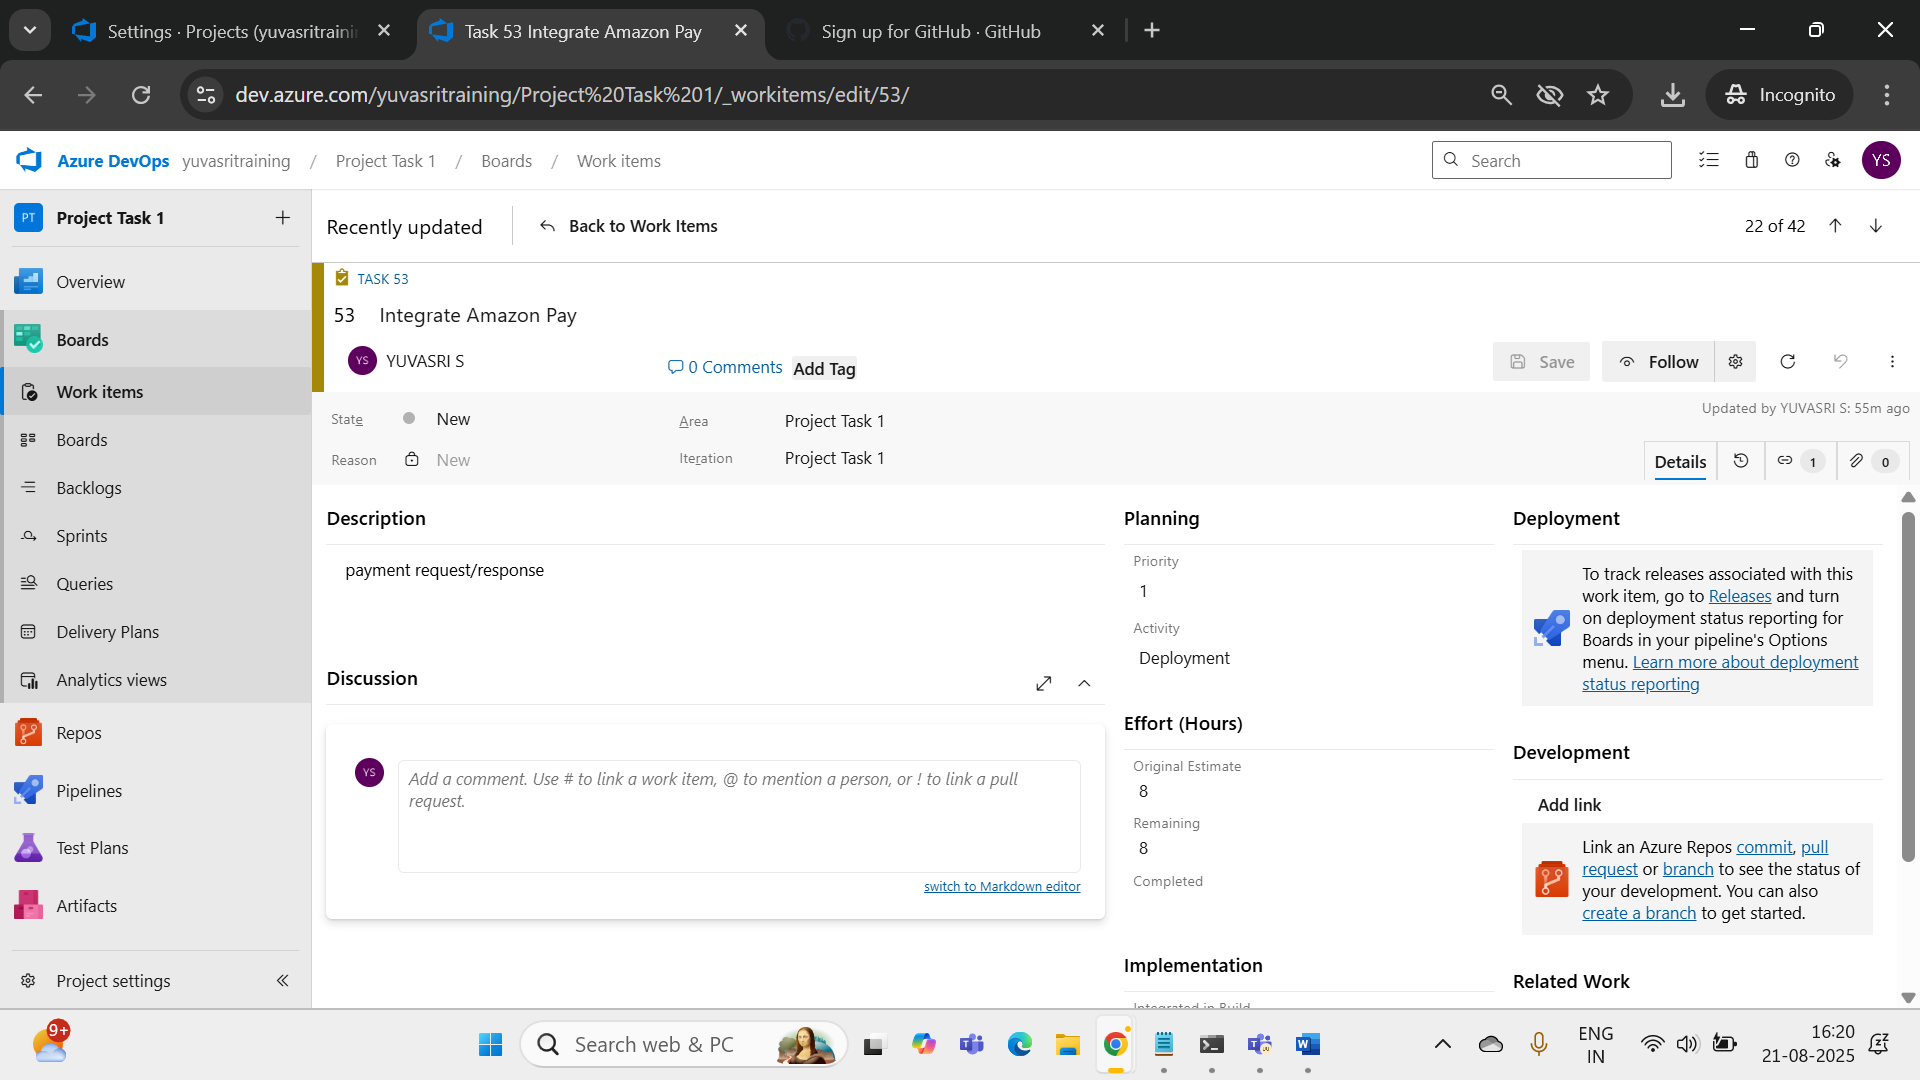 Settings · Projects (yuvasritrainin
Task 53 Integrate Amazon Pay
Sign up for GitHub · GitHub
dev.azure.com/yuvasritraining/Project%20Task%201/_workitems/edit/53/
Incognito
Azure DevOps yuvasritraining / Project Task 1 / Boards / Work items
Search
YS
PT Project Task 1
Overview
Boards
Work items
Boards
Backlogs
Sprints
Queries
Delivery Plans
Analytics views
Repos
Pipelines
Test Plans
Artifacts
Project settings
Recently updated
Back to Work Items
22 of 42
TASK 53
53 Integrate Amazon Pay
YS YUVASRI S
0 Comments
Add Tag
Save
Follow
State New
Area Project Task 1
Updated by YUVASRI S: 55m ago
Reason New
Iteration Project Task 1
Details
1
0
Description
payment request/response
Discussion
YS
Add a comment. Use # to link a work item, @ to mention a person, or ! to link a pull
request.
switch to Markdown editor
Planning
Priority
1
Activity
Deployment
Effort (Hours)
Original Estimate
8
Remaining
8
Completed
Implementation
Integrated in Build
Deployment
To track releases associated with this
work item, go to Releases and turn
on deployment status reporting for
Boards in your pipeline's Options
menu. Learn more about deployment
status reporting
Development
Add link
Link an Azure Repos commit, pull
request or branch to see the status of
your development. You can also
create a branch to get started.
Related Work
9+
Search web & PC
ENG
IN
16:20
21-08-2025